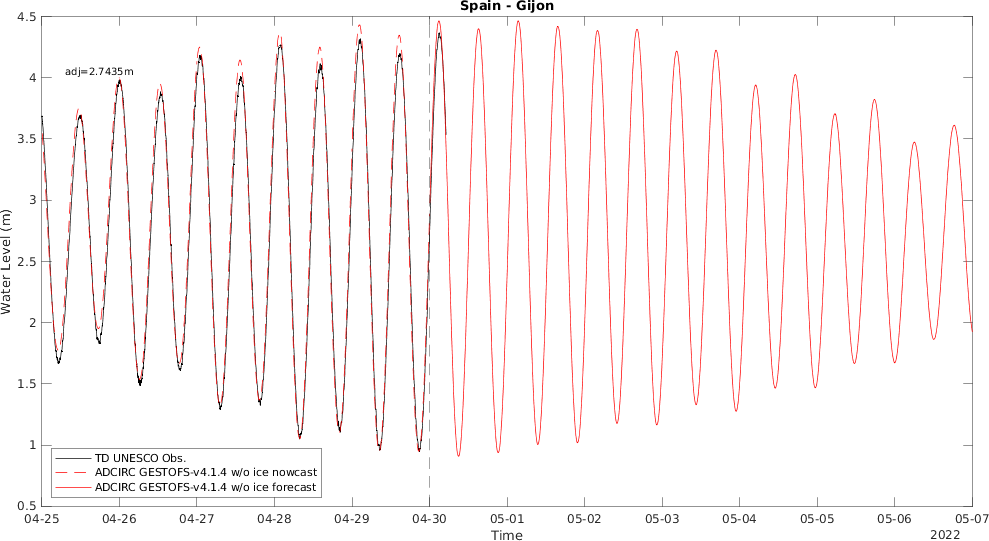 Spain - Gijon
4.5
4
3.5
3
2.5
2
1.5
1
0.5
Water Level (m)
adj=2.7435m
TD UNESCO Obs.
ADCIRC GESTOFS-v4.1.4 w/o ice nowcast
ADCIRC GESTOFS-v4.1.4 w/o ice forecast
04-25 04-26 04-27 04-28 04-29 04-30 05-01 05-02 05-03 05-04 05-05 05-06 05-07
Time
2022